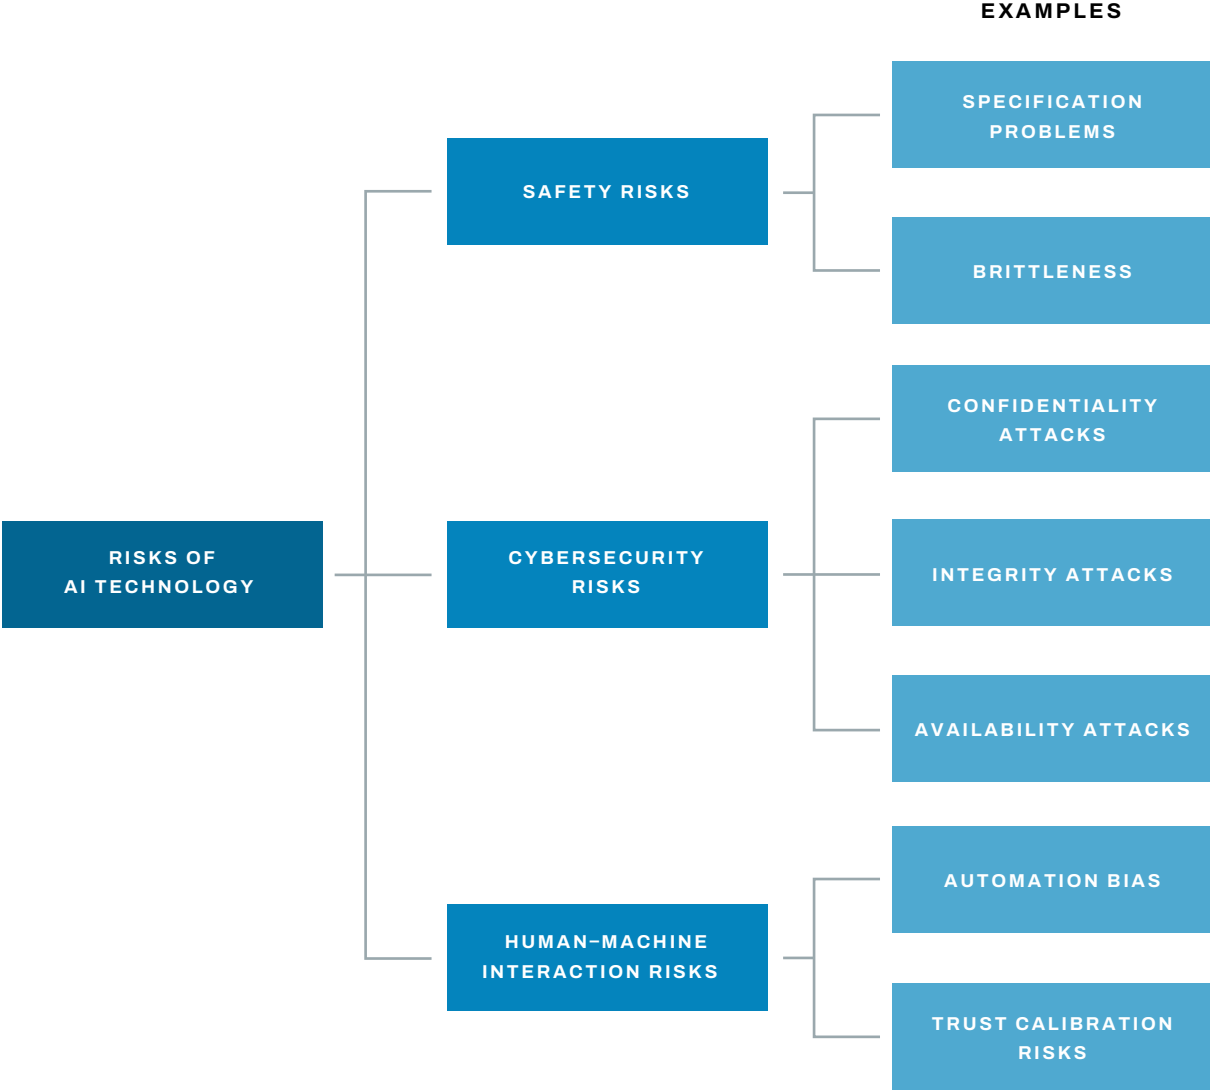 EXAMPLES
SPECIFICATION
PROBLEMS
SAFETY RISKS
BRITTLENESS
CONFIDENTIALITY
ATTACKS
RISKS OF
AI TECHNOLOGY
CYBERSECURITY
RISKS
INTEGRITY ATTACKS
AVAILABILITY ATTACKS
AUTOMATION BIAS
HUMAN–MACHINE
INTERACTION RISKS
TRUST CALIBRATION
RISKS